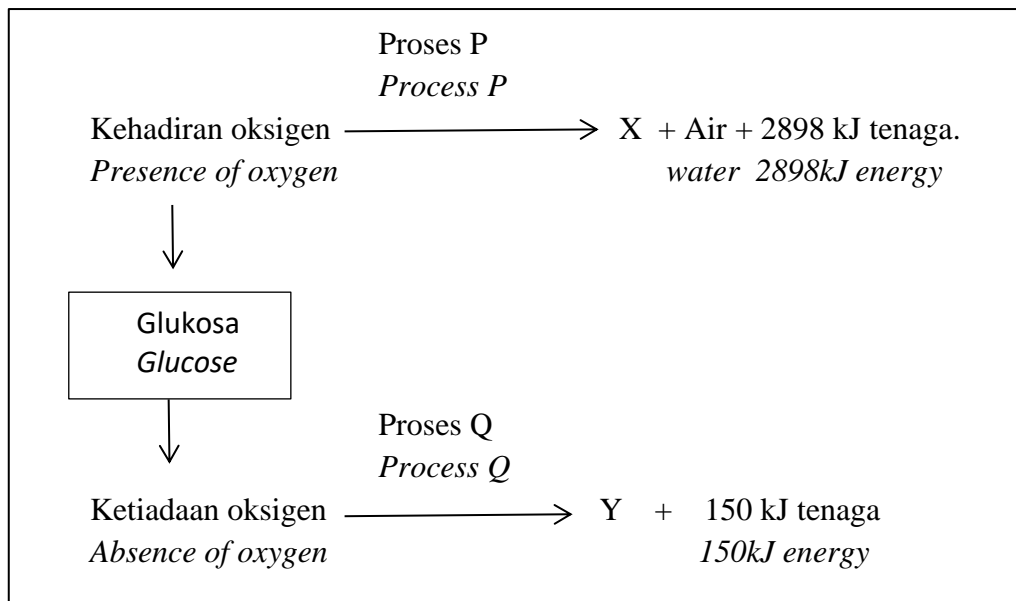 Proses P
Process P
Kehadiran oksigen X + Air + 2898 kJ tenaga.
Presence of oxygen water 2898kJ energy
Glukosa
Glucose
Proses Q
Process Q
Ketiadaan oksigen Y + 150 kJ tenaga
Absence of oxygen 150kJ energy